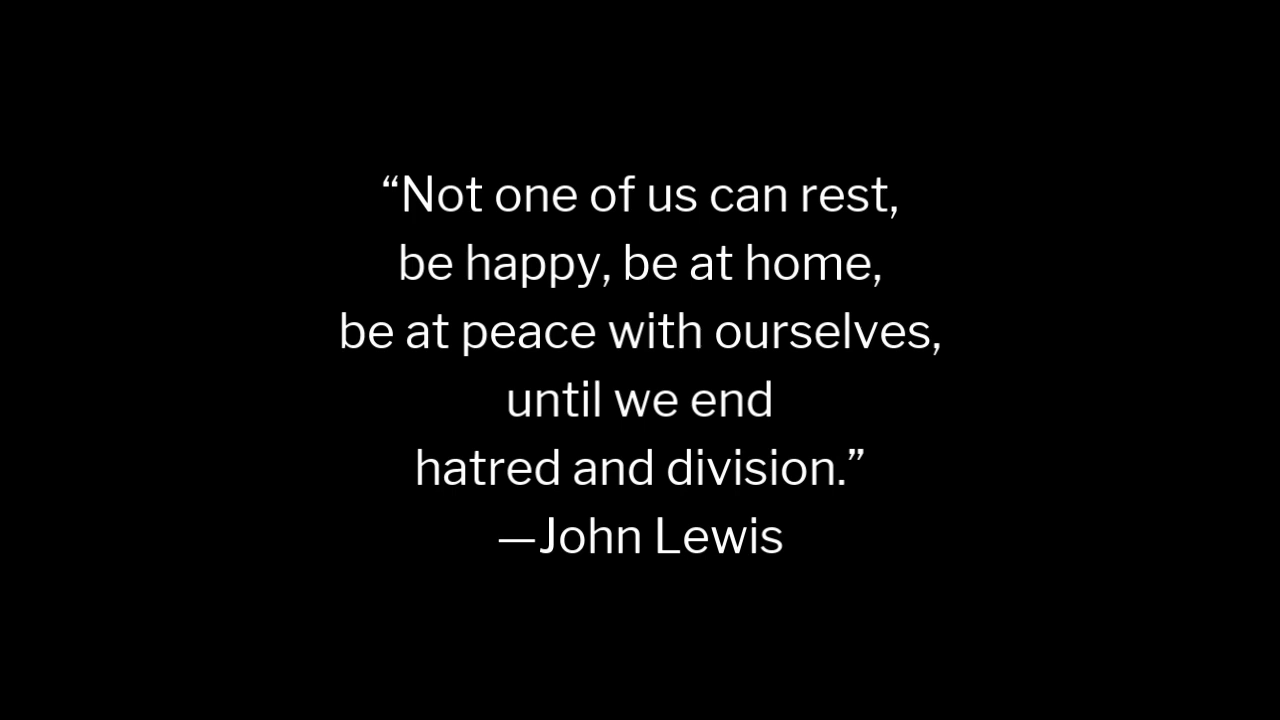 “Not one of us can rest,
be happy, be at home,
be at peace with ourselves,
until we end
hatred and division.”
—John Lewis